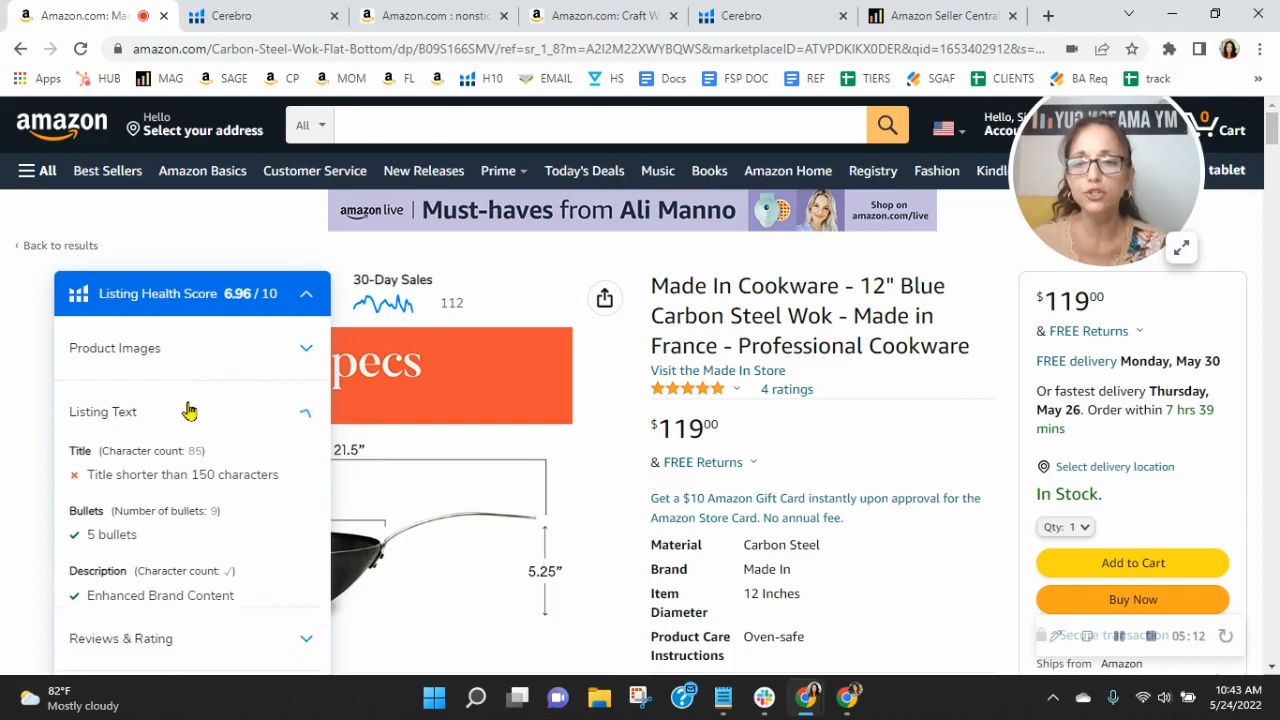 Amazon.com: Ma
Cerebro
Amazon.com : nonstic
Amazon.com: Craft W
Cerebro
Amazon Seller Centra
amazon.com/Carbon-Steel-Wok-Flat-Bottom/dp/B09S166SMV/ref=sr_1_8?m=A2I2M22XWYBQWS&marketplaceID=ATVPDKIKX0DER&qid=1653402912&s=...
Apps
HUB
MAG
SAGE
CP
MOM
FL
H10
EMAIL
HS
Docs
FSP DOC
REF
TIERS
SGAF
CLIENTS
BA Req
track
»
amazon
Hello
Select your address
All
Hello, Si
Accou
MY AMAZON GUY
0
Cart
All
Best Sellers
Amazon Basics
Customer Service
New Releases
Prime
Today's Deals
Music
Books
Amazon Home
Registry
Fashion
Kindl
tablet
amazon live
Must-haves from Ali Manno
Shop on
amazon.com/live
‹ Back to results
Listing Health Score 6.96 / 10
Product Images
Listing Text
Title (Character count: 85)
× Title shorter than 150 characters
Bullets (Number of bullets: 9)
✓ 5 bullets
Description (Character count: ✓)
✓ Enhanced Brand Content
Reviews & Rating
30-Day Sales
112
pecs
21.5"
5.25"
Made In Cookware - 12" Blue
Carbon Steel Wok - Made in
France - Professional Cookware
Visit the Made In Store
4 ratings
$11900
& FREE Returns
Get a $10 Amazon Gift Card instantly upon approval for the
Amazon Store Card. No annual fee.
Material Carbon Steel
Brand Made In
Item
Diameter
12 Inches
Product Care
Instructions
Oven-safe
$11900
& FREE Returns
FREE delivery Monday, May 30
Or fastest delivery Thursday,
May 26. Order within 7 hrs 39
mins
Select delivery location
In Stock.
Qty: 1
Add to Cart
Buy Now
Secure transaction
05:12
Ships from Amazon
82°F
Mostly cloudy
10:43 AM
5/24/2022